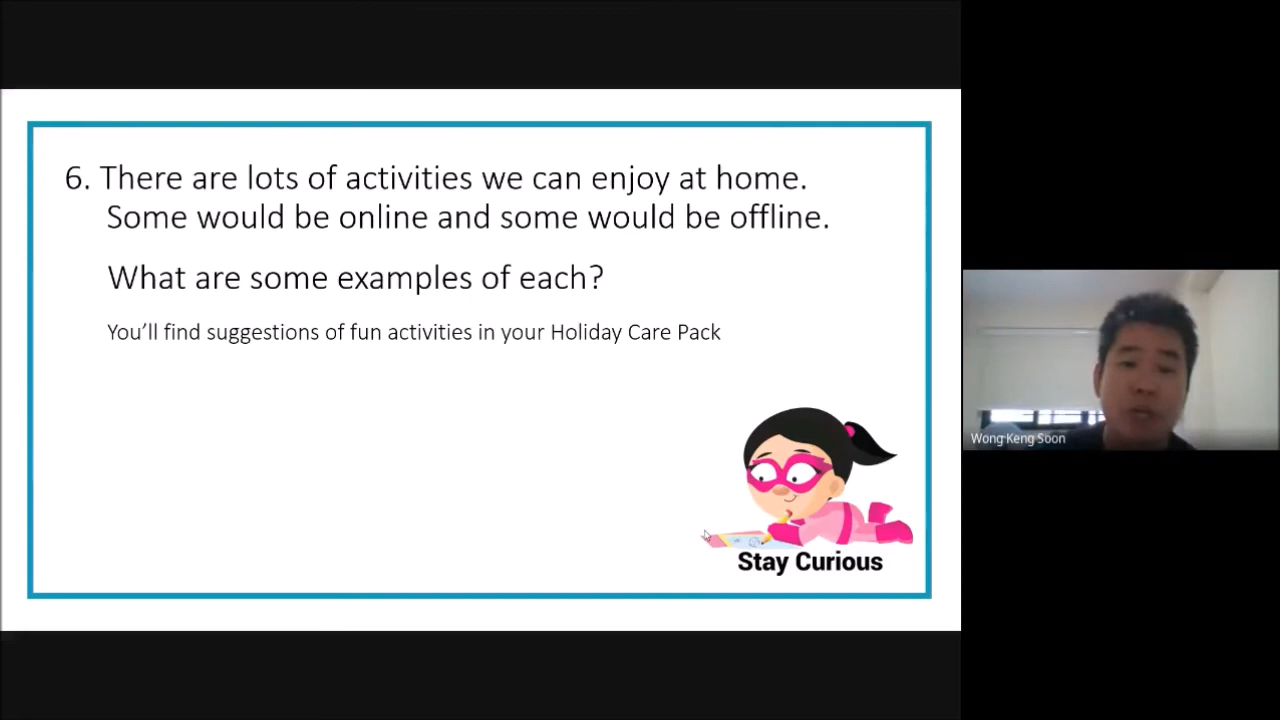 6. There are lots of activities we can enjoy at home.
Some would be online and some would be offline.
What are some examples of each?
You'll find suggestions of fun activities in your Holiday Care Pack
Stay Curious
Wong Keng Soon